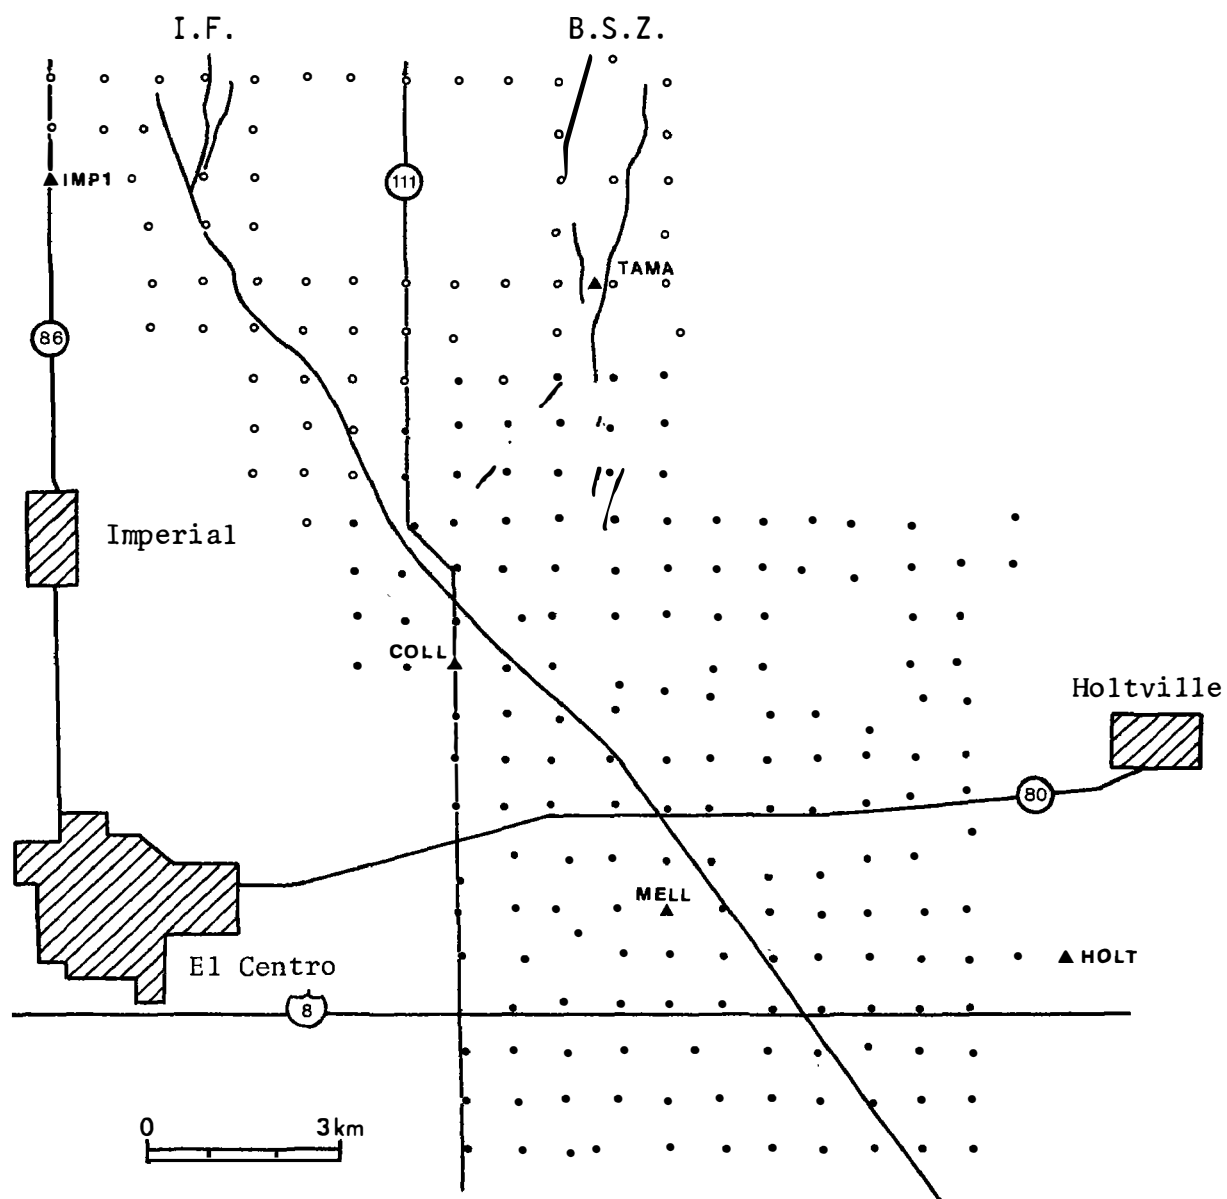 I.F.
B.S.Z.
IMP1
111
TAMA
86
Imperial
COLL
Holtville
80
MELL
El Centro
HOLT
8
0 3km